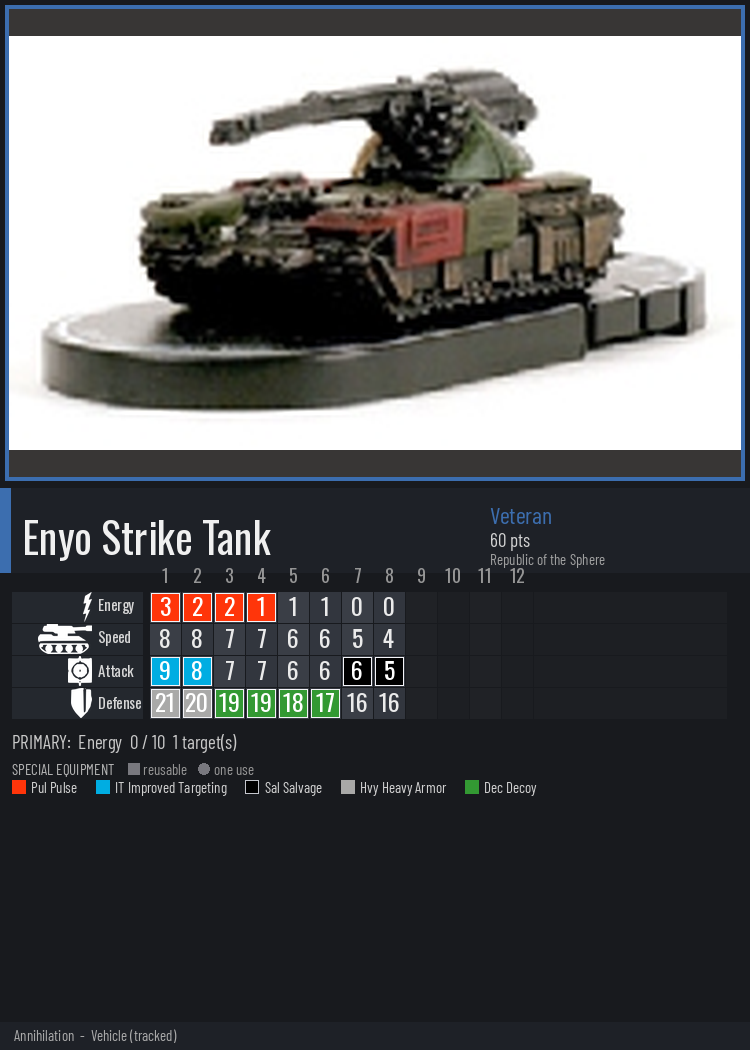 Enyo Strike Tank
Veteran
60 pts
Republic of the Sphere
1 2 3 4 5 6 7 8 9 10 11 12
Energy 3 2 2 1 1 1 0 0
Speed 8 8 7 7 6 6 5 4
Attack 9 8 7 7 6 6 6 5
Defense 21 20 19 19 18 17 16 16
PRIMARY: Energy 0 / 10 1 target(s)
SPECIAL EQUIPMENT reusable one use
Pul Pulse IT Improved Targeting Sal Salvage Hvy Heavy Armor Dec Decoy
Annihilation - Vehicle (tracked)